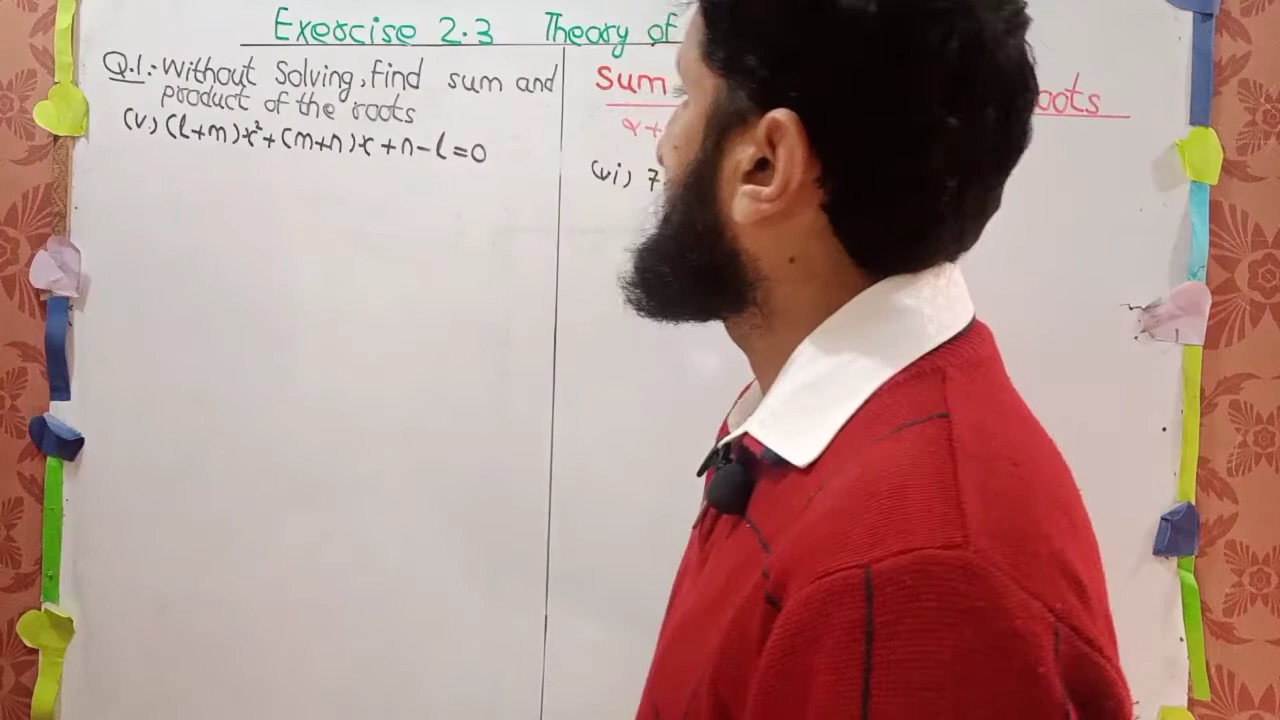 Exercise 2.3 Theory of
Q.1:- Without Solving, find sum and
product of the roots
(v) (l+m)x²+(m+n)x+n-l=0
Sum oots
α+
(vi) 7